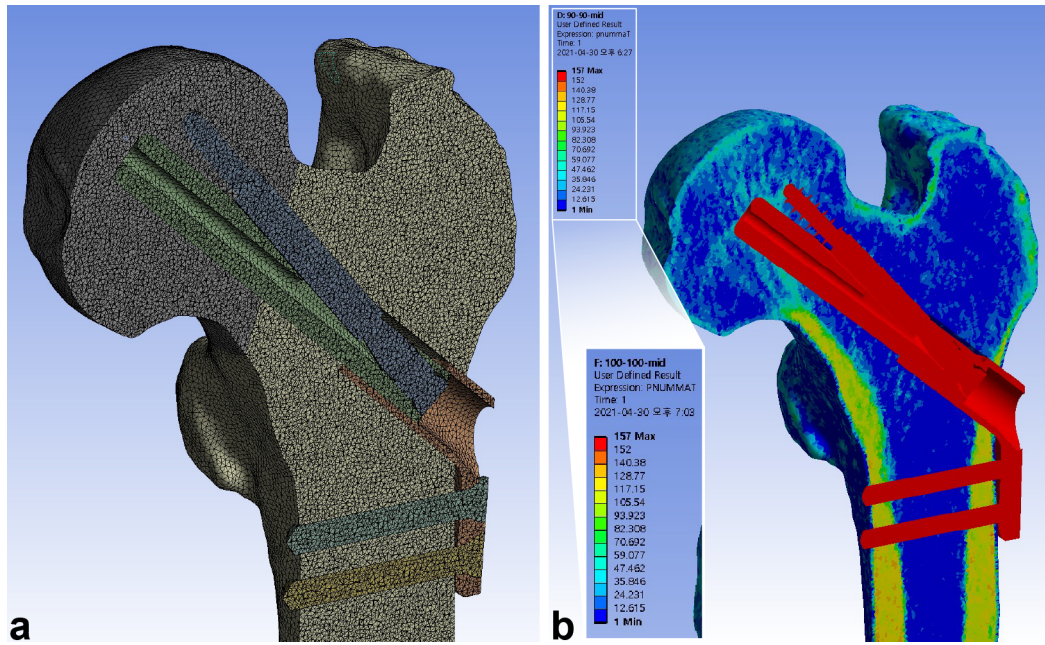 D: 90-90-mid
User Defined Result
Expression: pnummaT
Time: 1
2021-04-30 오후 6:27
157 Max
152
140.38
128.77
117.15
105.54
93.923
82.308
70.692
59.077
47.462
35.846
24.231
12.615
1 Min
F: 100-100-mid
User Defined Result
Expression: PNUMMAT
Time: 1
2021-04-30 오후 7:03
157 Max
152
140.38
128.77
117.15
105.54
93.923
82.308
70.692
59.077
47.462
35.846
24.231
12.615
1 Min
a
b